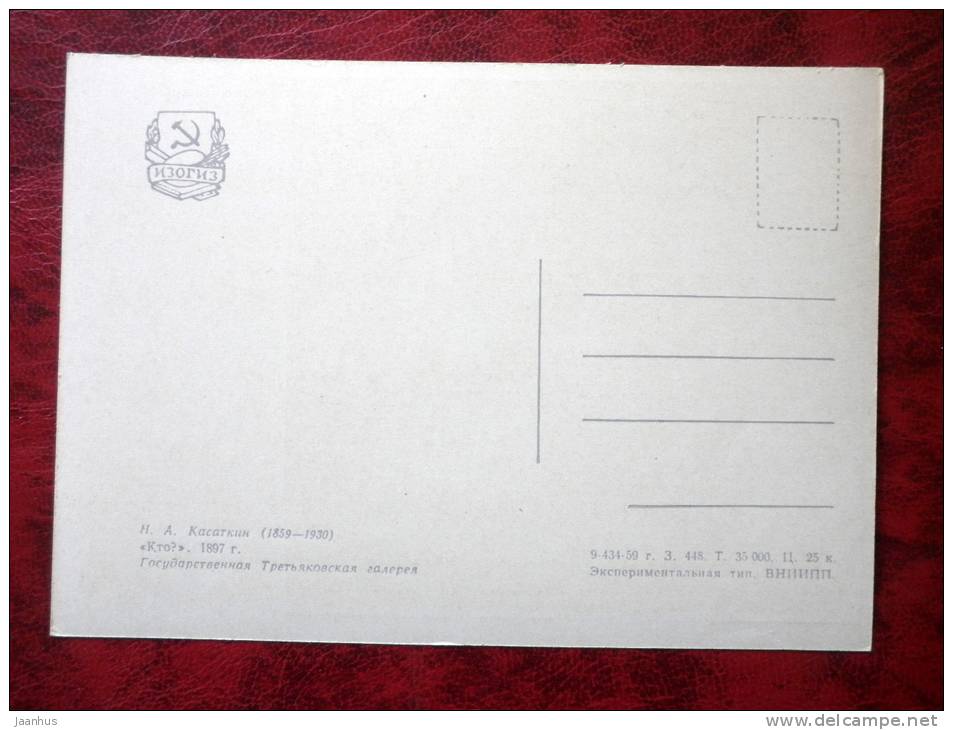 ИЗОГИЗ
Н. А. Касаткин (1859—1930)
«Кто?». 1897 г.
Государственная Третьяковская галерея
9-434-59 г. З. 448. Т. 35 000. Ц. 25 к.
Экспериментальная тип. ВНИИПП.
Jaanhus
www.delcampe.net